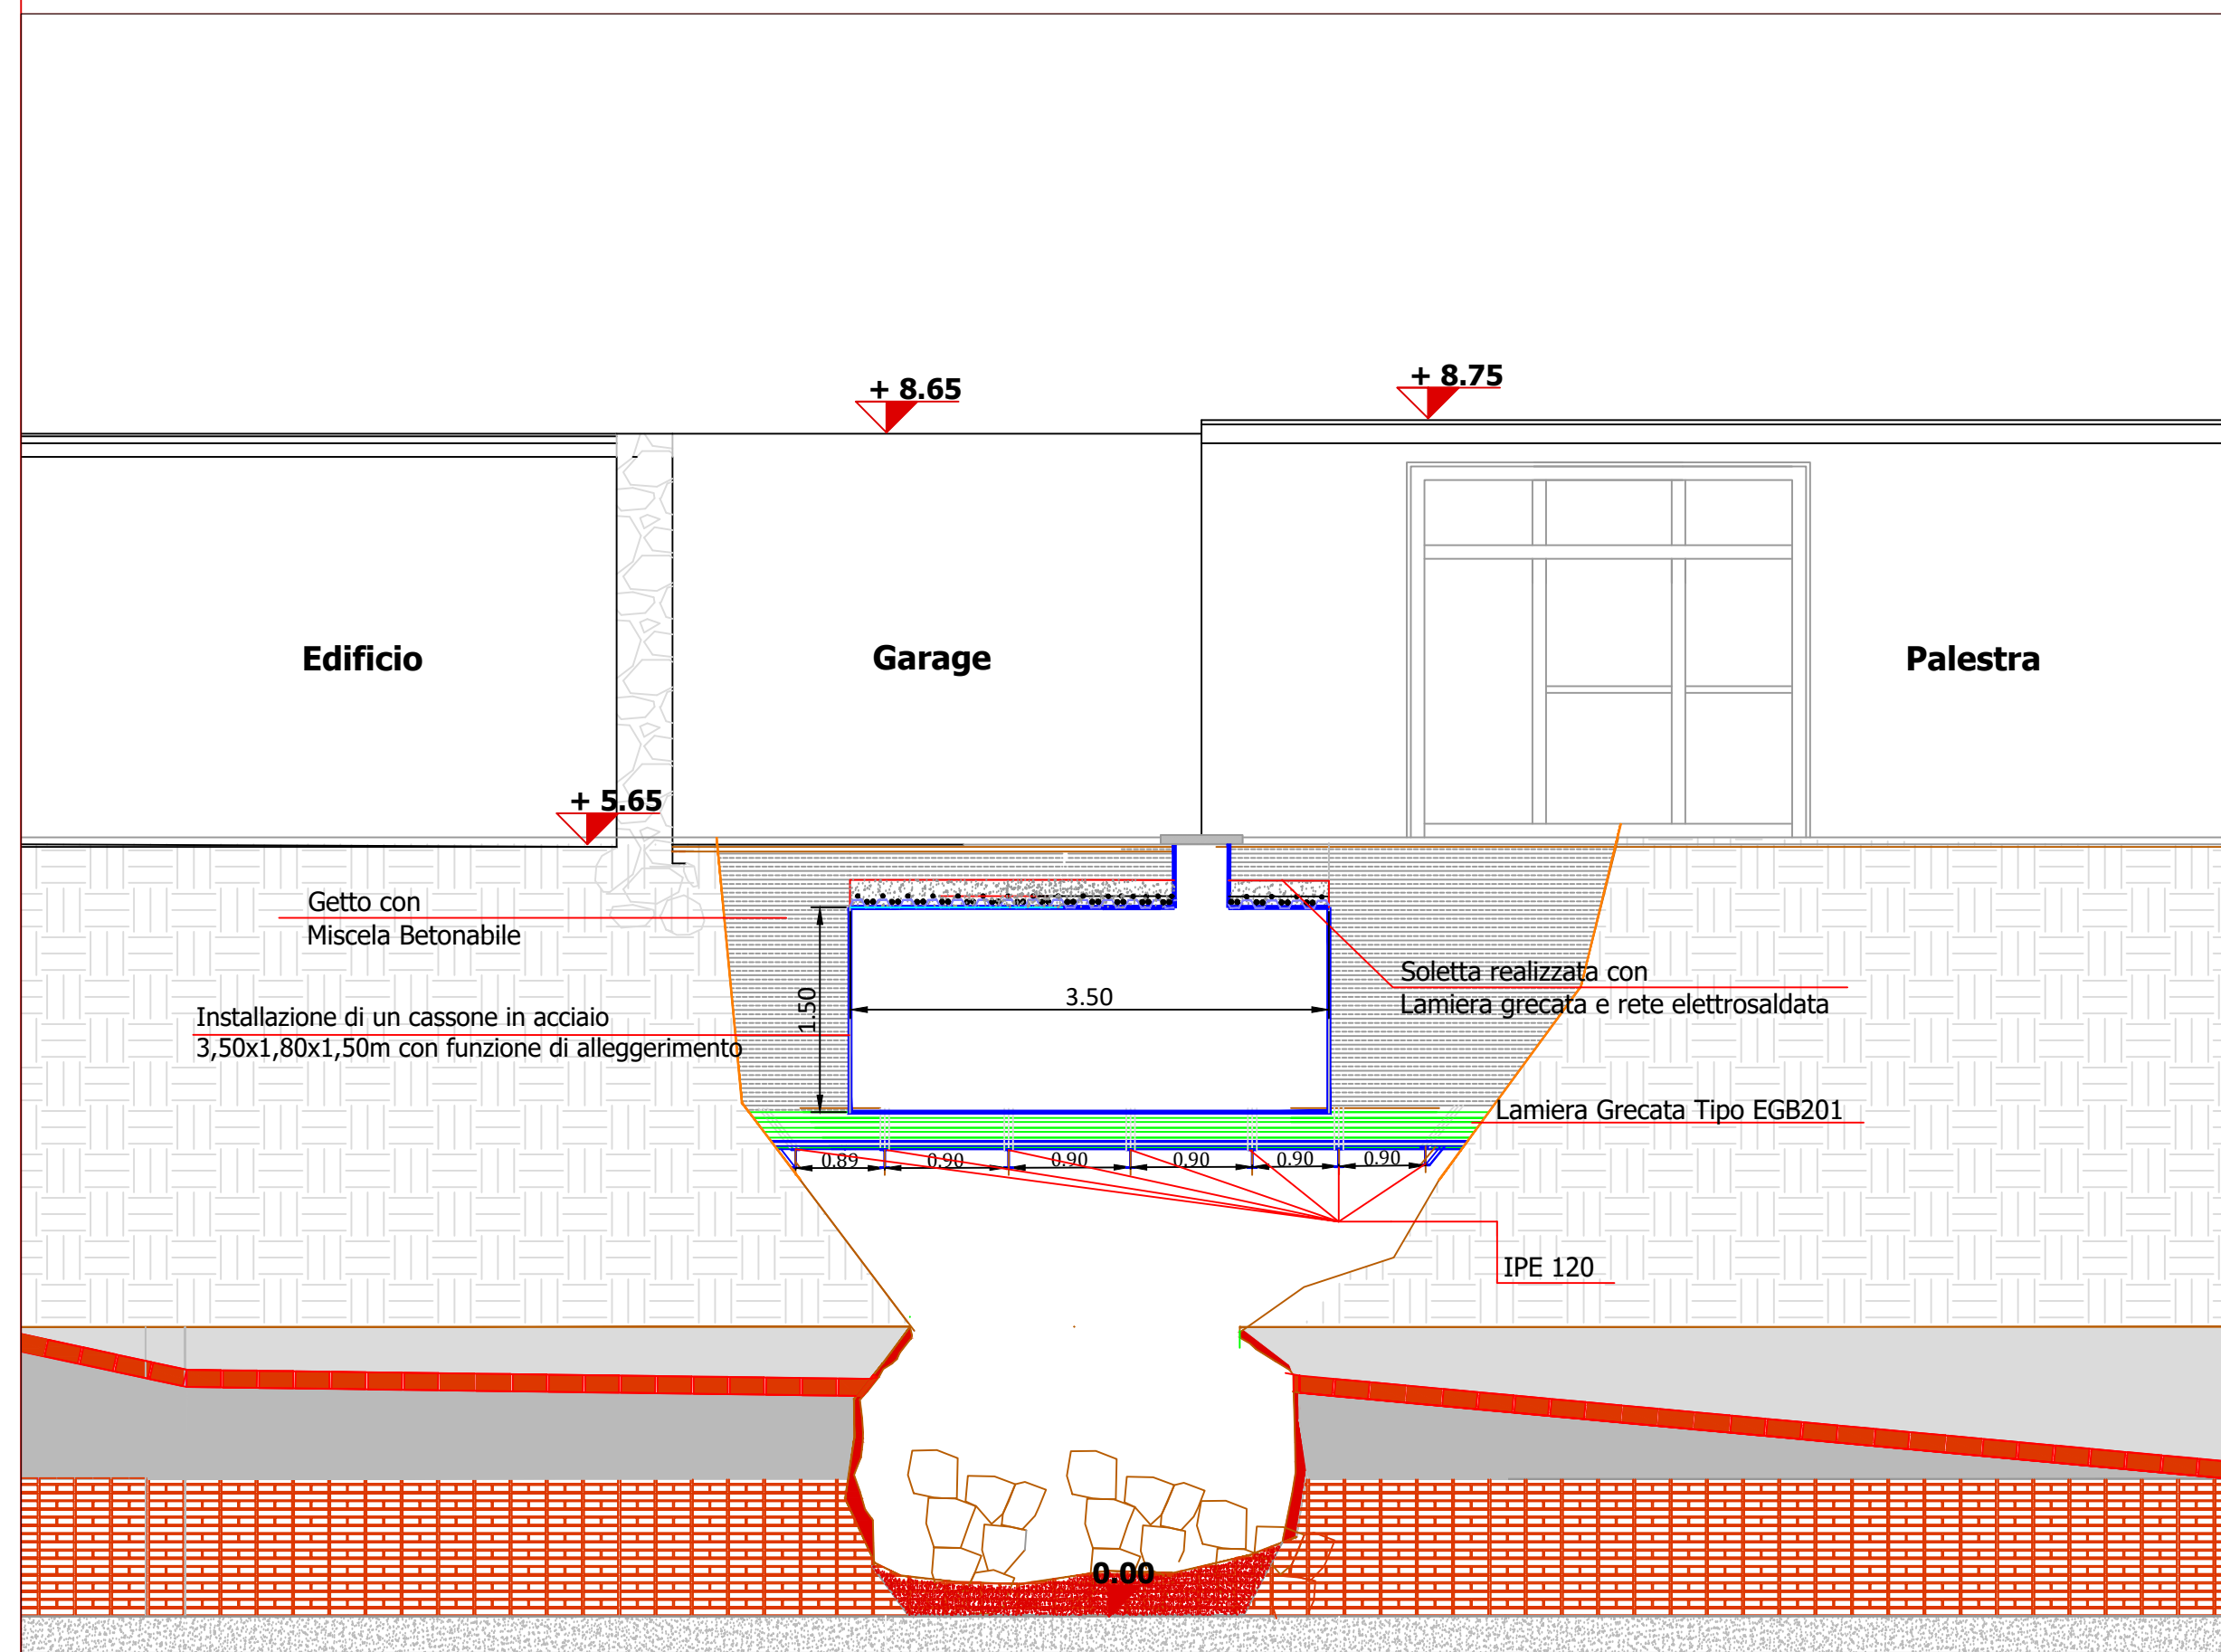 + 8.75
+ 8.65
Edificio
Garage
Palestra
+ 5.65
Getto con
Miscela Betonabile
Soletta realizzata con
Lamiera grecata e rete elettrosaldata
3.50
1.50
Installazione di un cassone in acciaio
3,50x1,80x1,50m con funzione di alleggerimento
Lamiera Grecata Tipo EGB201
0.89
0.90
0.90
0.90
0.90
0.90
IPE 120
0.00